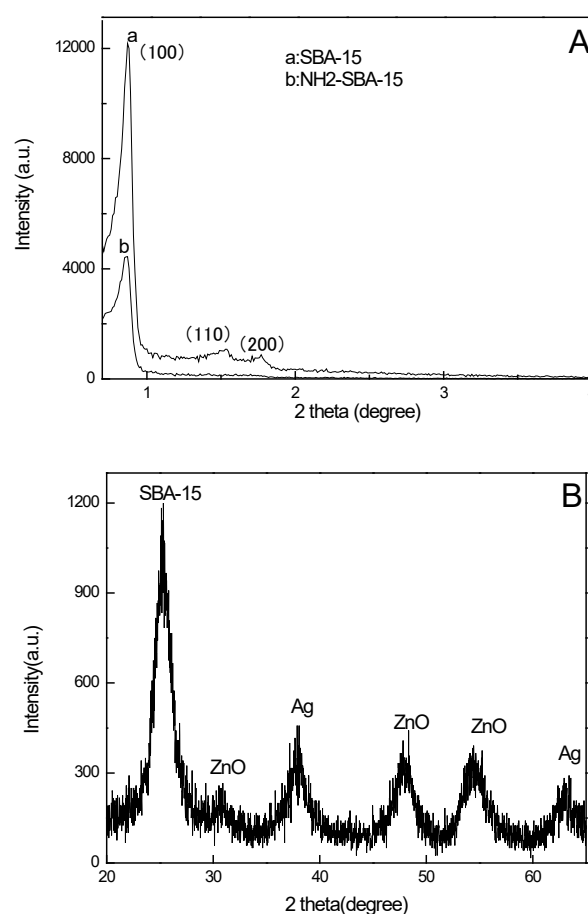 A
a
(100)
a:SBA-15
b:NH2-SBA-15
12000
8000
4000
0
b
(110)
(200)
Intensity (a.u.)
1
2
3
2 theta (degree)
B
SBA-15
1200
900
600
300
0
ZnO
Ag
ZnO
ZnO
Ag
Intensity(a.u.)
20
30
40
50
60
2 theta(degree)